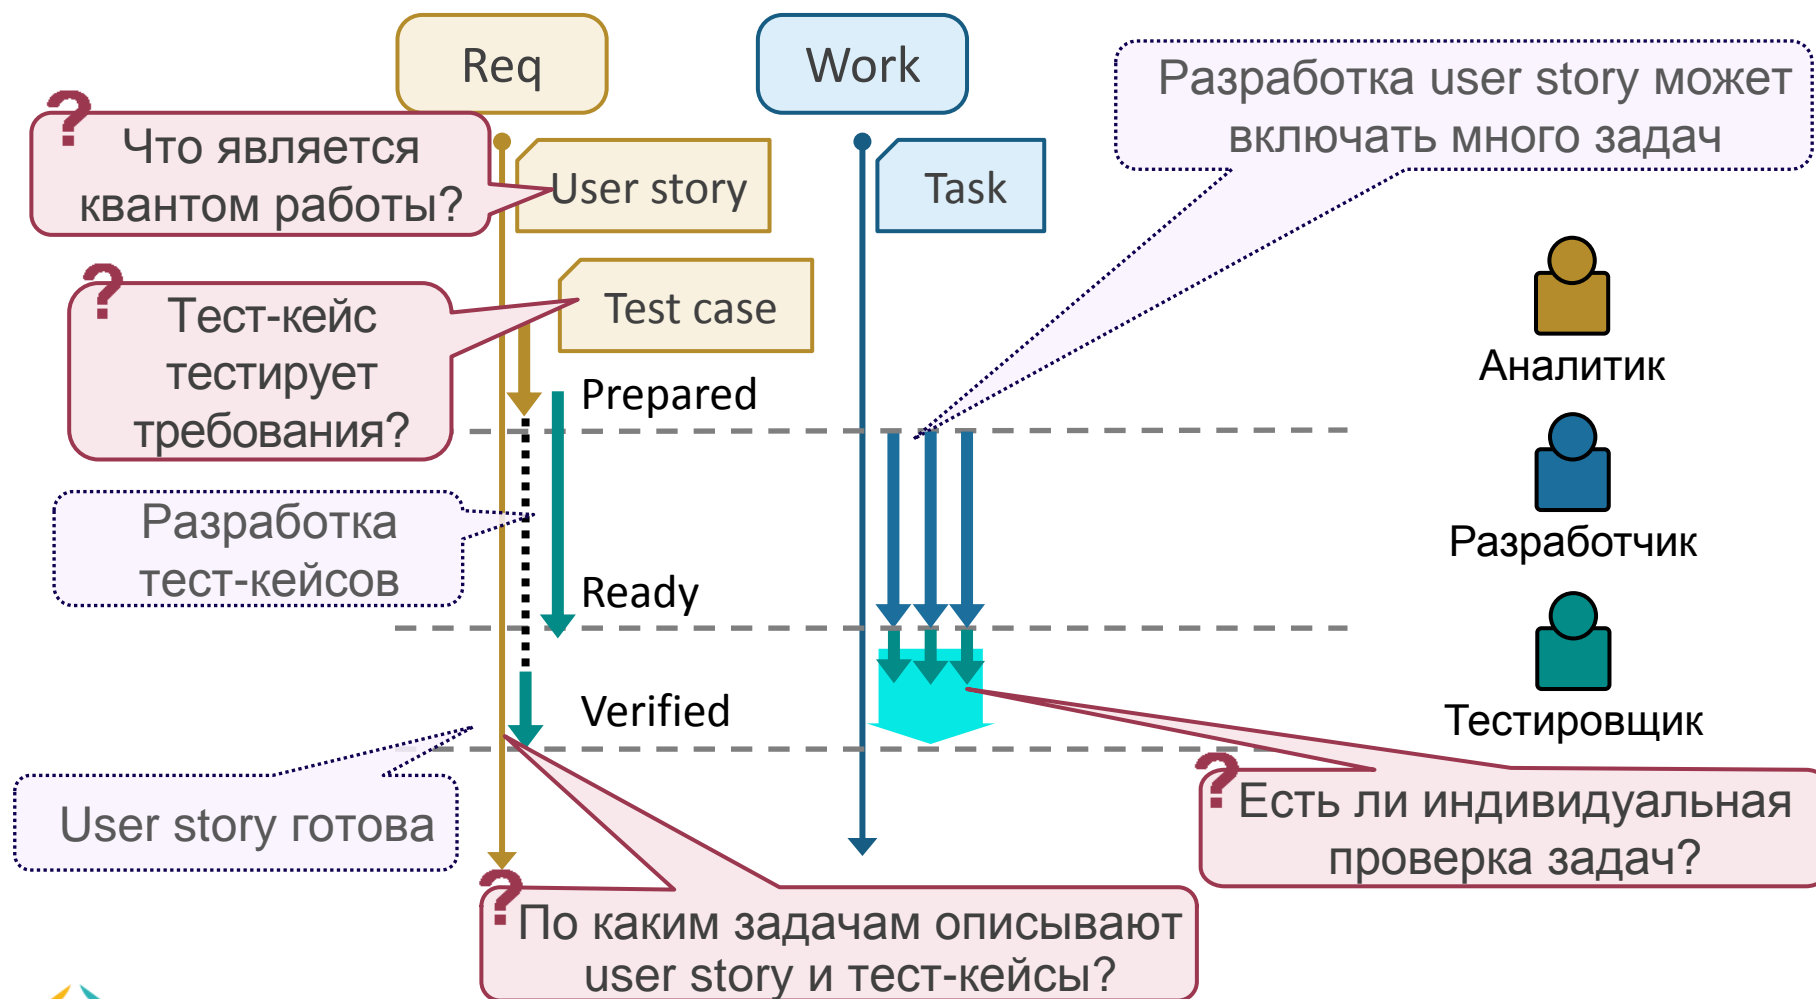 Req
Work
Разработка user story может
включать много задач
?
Что является
квантом работы?
User story
Task
?
Тест-кейс
тестирует
требования?
Test case
Аналитик
Prepared
Разработка
тест-кейсов
Разработчик
Ready
Verified
Тестировщик
User story готова
?
Есть ли индивидуальная
проверка задач?
?
По каким задачам описывают
user story и тест-кейсы?